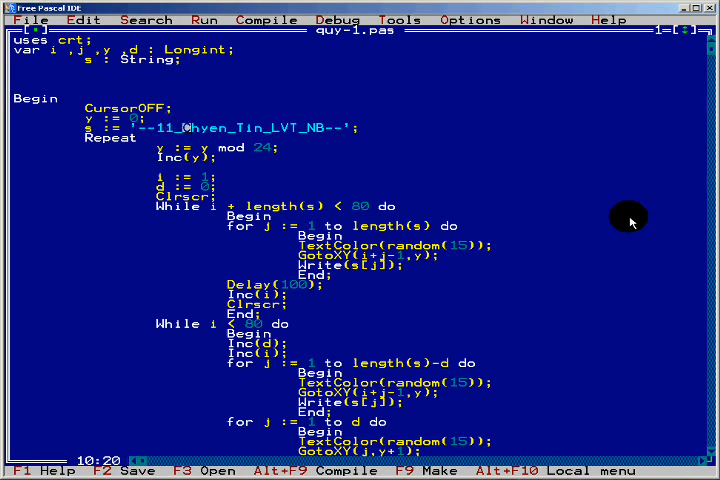 Free Pascal IDE
File Edit Search Run Compile Debug Tools Options Window Help
quy-1.pas 1
uses crt;
var i ,j ,y ,d : Longint;
s : String;
Begin
CursorOFF;
y := 0;
s := '--11_Chyen_Tin_LVT_NB--';
Repeat
y := y mod 24;
Inc(y);
i := 1;
d := 0;
Clrscr;
While i + length(s) < 80 do
Begin
for j := 1 to length(s) do
Begin
TextColor(random(15));
GotoXY(i+j-1,y);
Write(s[j]);
End;
Delay(100);
Inc(i);
Clrscr;
End;
While i < 80 do
Begin
Inc(d);
Inc(i);
for j := 1 to length(s)-d do
Begin
TextColor(random(15));
GotoXY(i+j-1,y);
Write(s[j]);
End;
for j := 1 to d do
Begin
TextColor(random(15));
GotoXY(j,y+1);
10:20
F1 Help F2 Save F3 Open Alt+F9 Compile F9 Make Alt+F10 Local menu